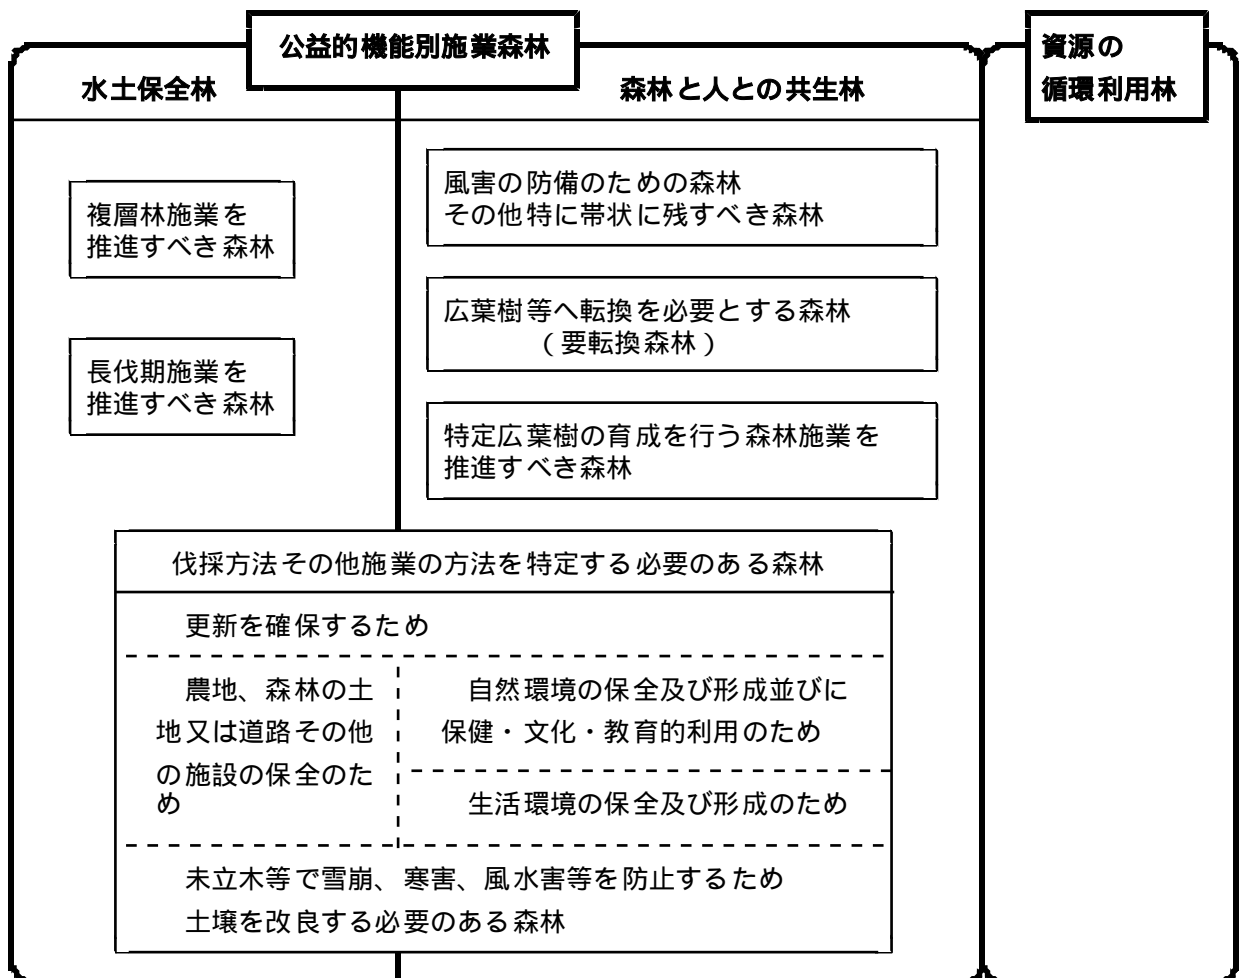 公益的機能別施業森林
資源の
循環利用林
水土保全林
森林と人との共生林
複層林施業を
推進すべき森林
長伐期施業を
推進すべき森林
風害の防備のための森林
その他特に帯状に残すべき森林
広葉樹等へ転換を必要とする森林
（要転換森林）
特定広葉樹の育成を行う森林施業を
推進すべき森林
伐採方法その他施業の方法を特定する必要のある森林
更新を確保するため
農地、森林の土
地又は道路その他
の施設の保全のた
め
自然環境の保全及び形成並びに
保健・文化・教育的利用のため
生活環境の保全及び形成のため
未立木等で雪崩、寒害、風水害等を防止するため
土壌を改良する必要のある森林